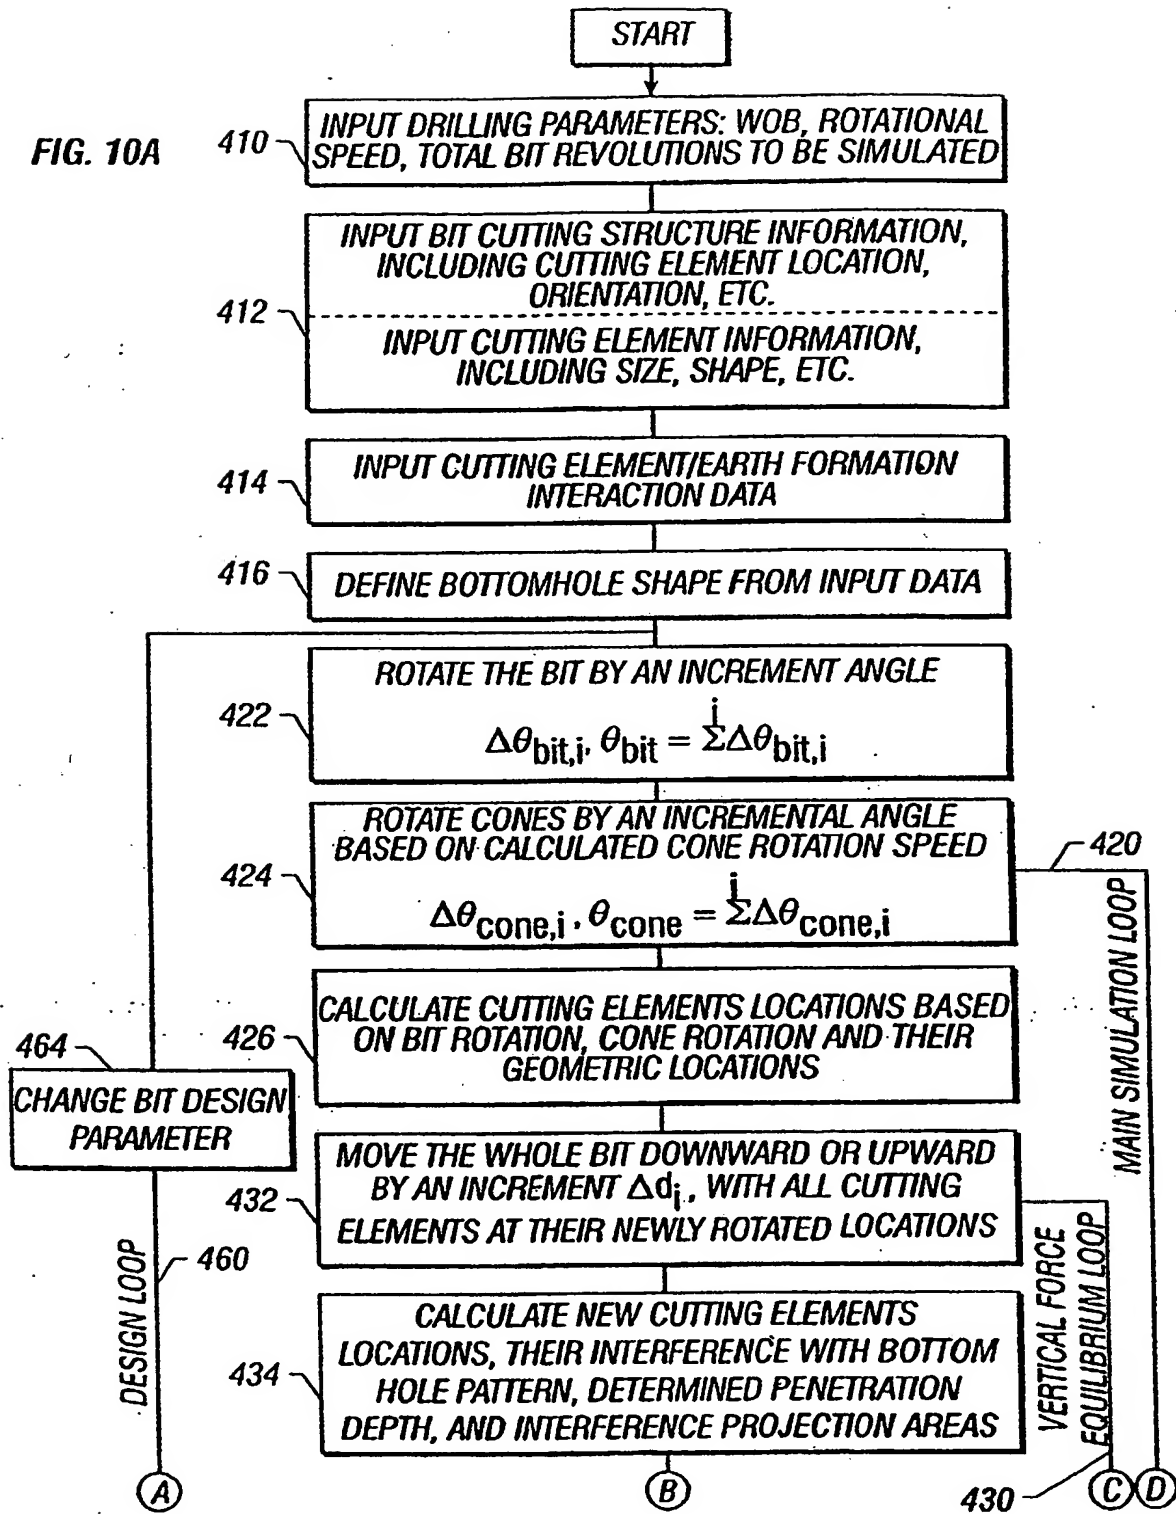 START
FIG. 10A
410
INPUT DRILLING PARAMETERS: WOB, ROTATIONAL
SPEED, TOTAL BIT REVOLUTIONS TO BE SIMULATED
INPUT BIT CUTTING STRUCTURE INFORMATION,
INCLUDING CUTTING ELEMENT LOCATION,
ORIENTATION, ETC.
412
INPUT CUTTING ELEMENT INFORMATION,
INCLUDING SIZE, SHAPE, ETC.
414
INPUT CUTTING ELEMENT/EARTH FORMATION
INTERACTION DATA
416
DEFINE BOTTOMHOLE SHAPE FROM INPUT DATA
ROTATE THE BIT BY AN INCREMENT ANGLE
422
i
Δθbit,i, θbit = ΣΔθbit,i
ROTATE CONES BY AN INCREMENTAL ANGLE
BASED ON CALCULATED CONE ROTATION SPEED
424
i
Δθcone,i, θcone = ΣΔθcone,i
420
MAIN SIMULATION LOOP
CALCULATE CUTTING ELEMENTS LOCATIONS BASED
ON BIT ROTATION, CONE ROTATION AND THEIR
GEOMETRIC LOCATIONS
426
464
CHANGE BIT DESIGN
PARAMETER
MOVE THE WHOLE BIT DOWNWARD OR UPWARD
BY AN INCREMENT Δdi, WITH ALL CUTTING
ELEMENTS AT THEIR NEWLY ROTATED LOCATIONS
432
460
DESIGN LOOP
CALCULATE NEW CUTTING ELEMENTS
LOCATIONS, THEIR INTERFERENCE WITH BOTTOM
HOLE PATTERN, DETERMINED PENETRATION
DEPTH, AND INTERFERENCE PROJECTION AREAS
434
VERTICAL FORCE
EQUILIBRIUM LOOP
430
A
B
C
D